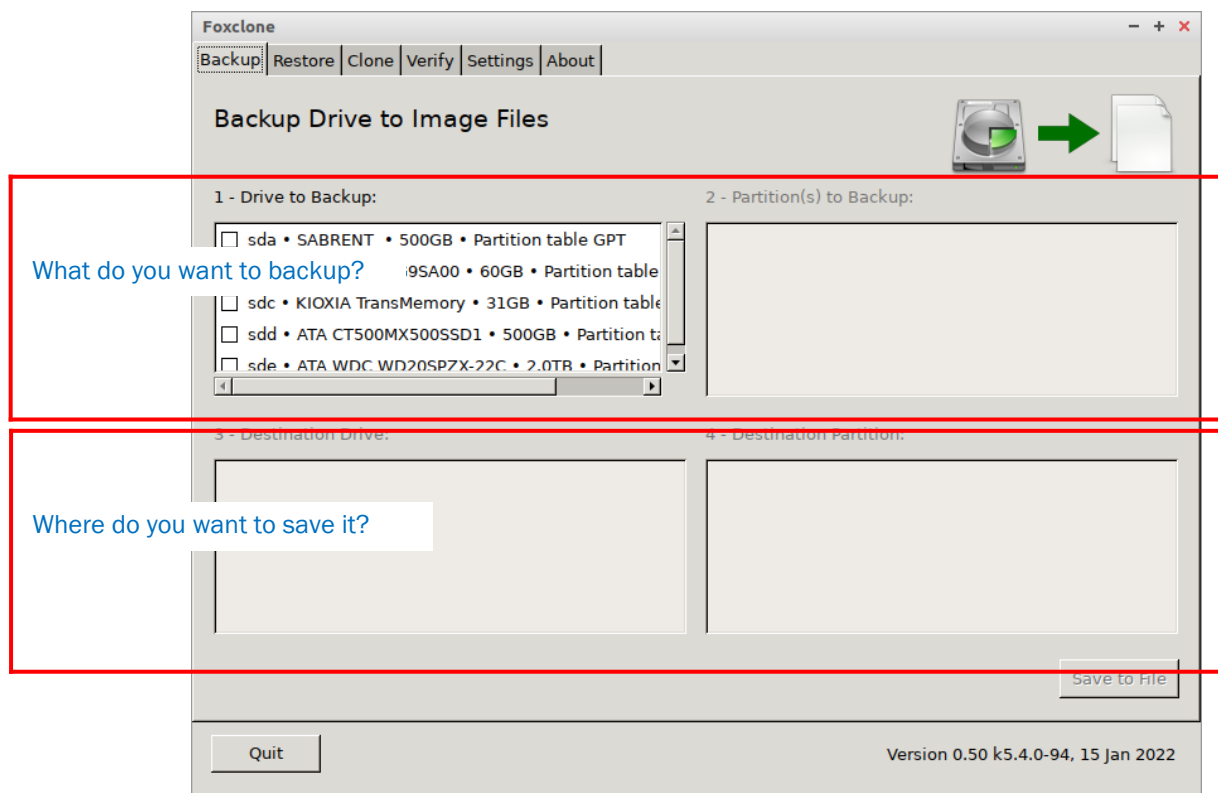 Foxclone
Backup Restore Clone Verify Settings About
Backup Drive to Image Files
1 - Drive to Backup:
2 - Partition(s) to Backup:
sda • SABRENT • 500GB • Partition table GPT
What do you want to backup?
9SA00 • 60GB • Partition table
sdc • KIOXIA TransMemory • 31GB • Partition table
sdd • ATA CT500MX500SSD1 • 500GB • Partition ta
sde • ATA WDC WD20SPZX-22C • 2.0TB • Partition
3 - Destination Drive:
4 - Destination Partition:
Where do you want to save it?
Save to File
Quit
Version 0.50 k5.4.0-94, 15 Jan 2022